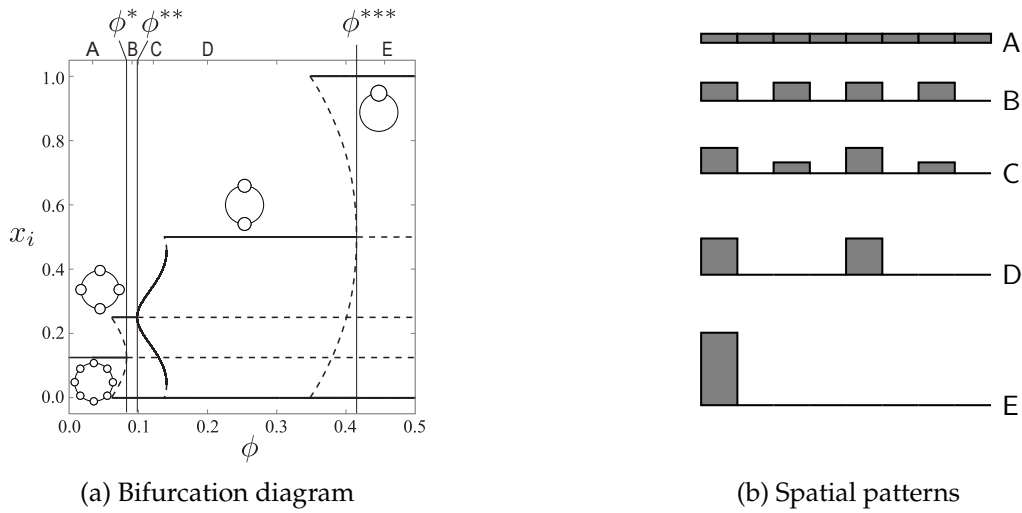 ϕ* ϕ** ϕ***
A B C D E
1.0
0.8
0.6
x_i
0.4
0.2
0.0
0.0 0.1 0.2 0.3 0.4 0.5
ϕ
(a) Bifurcation diagram
A
B
C
D
E
(b) Spatial patterns